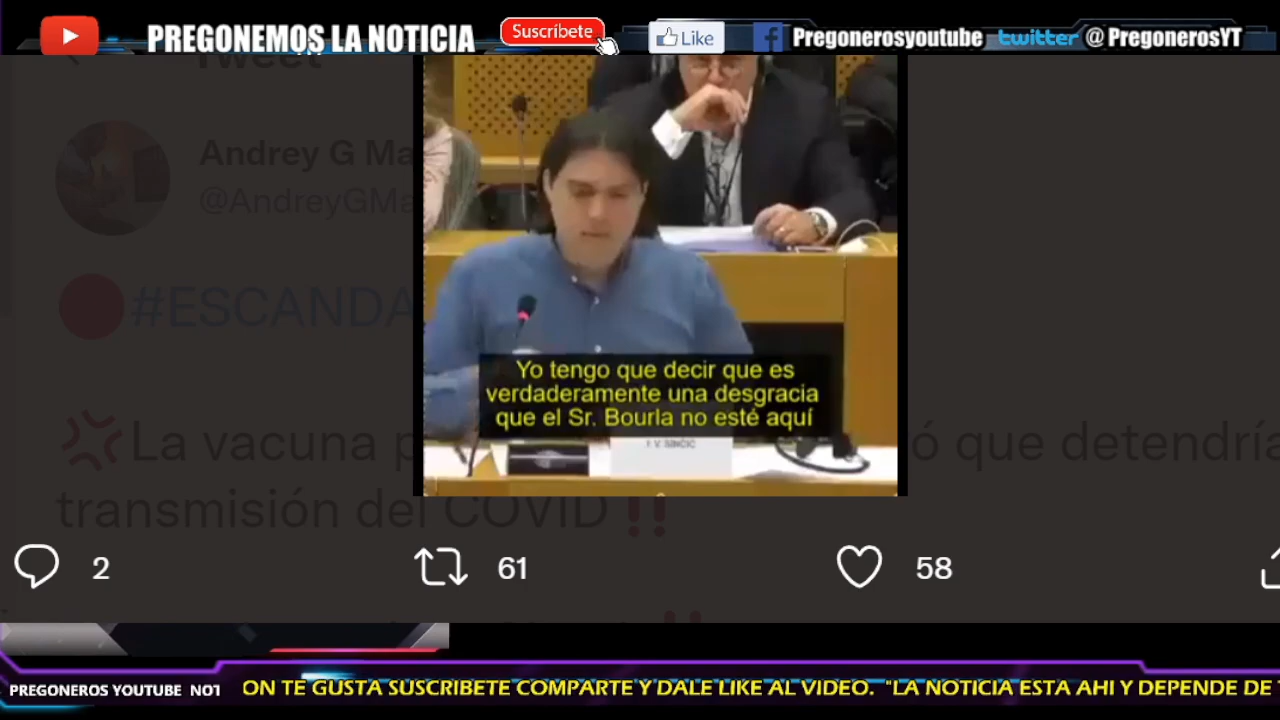 PREGONEMOS LA NOTICIA
Suscríbete
Like
Pregonerosyoutube
twitter @PregonerosYT
Tweet
Andrey G Ma
@AndreyGMa
#ESCANDA
La vacuna p ó que detendría
transmisión del COVID !!
Yo tengo que decir que es
verdaderamente una desgracia
que el Sr. Bourla no esté aquí
2
61
58
PREGONEROS YOUTUBE
ON TE GUSTA SUSCRIBETE COMPARTE Y DALE LIKE AL VIDEO. "LA NOTICIA ESTA AHI Y DEPENDE DE